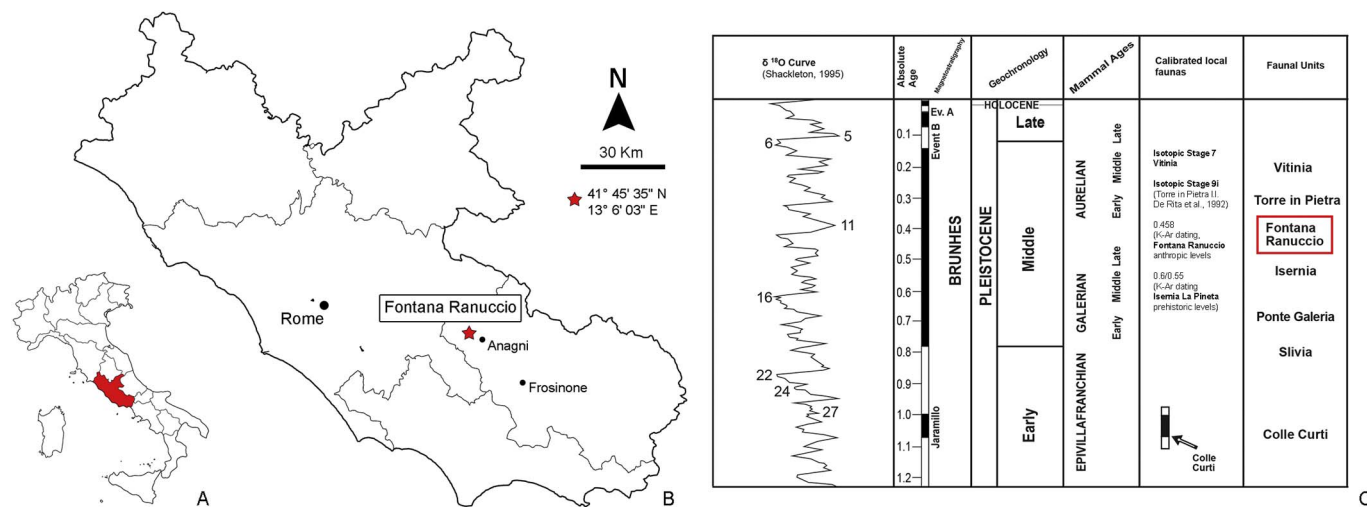 N
30 Km
41° 45' 35" N
13° 6' 03" E
Fontana Ranuccio
Rome
Anagni
Frosinone
A
B
δ 18O Curve
(Shackleton, 1995)
Absolute
Age
Magnetostratigraphy
Geochronology
Mammal Ages
Calibrated local
faunas
Faunal Units
5
6
11
16
22
24
27
0.1
0.2
0.3
0.4
0.5
0.6
0.7
0.8
0.9
1.0
1.1
1.2
Ev. A
Event B
BRUNHES
Jaramillo
PLEISTOCENE
HOLOCENE
Late
Middle
Early
AURELIAN
Early Middle Late
GALERIAN
Early Middle Late
EPIVILLAFRANCHIAN
Isotopic Stage 7
Vitinia
Isotopic Stage 9i
(Torre in Pietra II.
De Rita et al., 1992)
0.458
(K-Ar dating,
Fontana Ranuccio
anthropic levels
0.6/0.55
(K-Ar dating
Isernia La Pineta
prehistoric levels)
Colle
Curti
Vitinia
Torre in Pietra
Fontana
Ranuccio
Isernia
Ponte Galeria
Slivia
Colle Curti
C